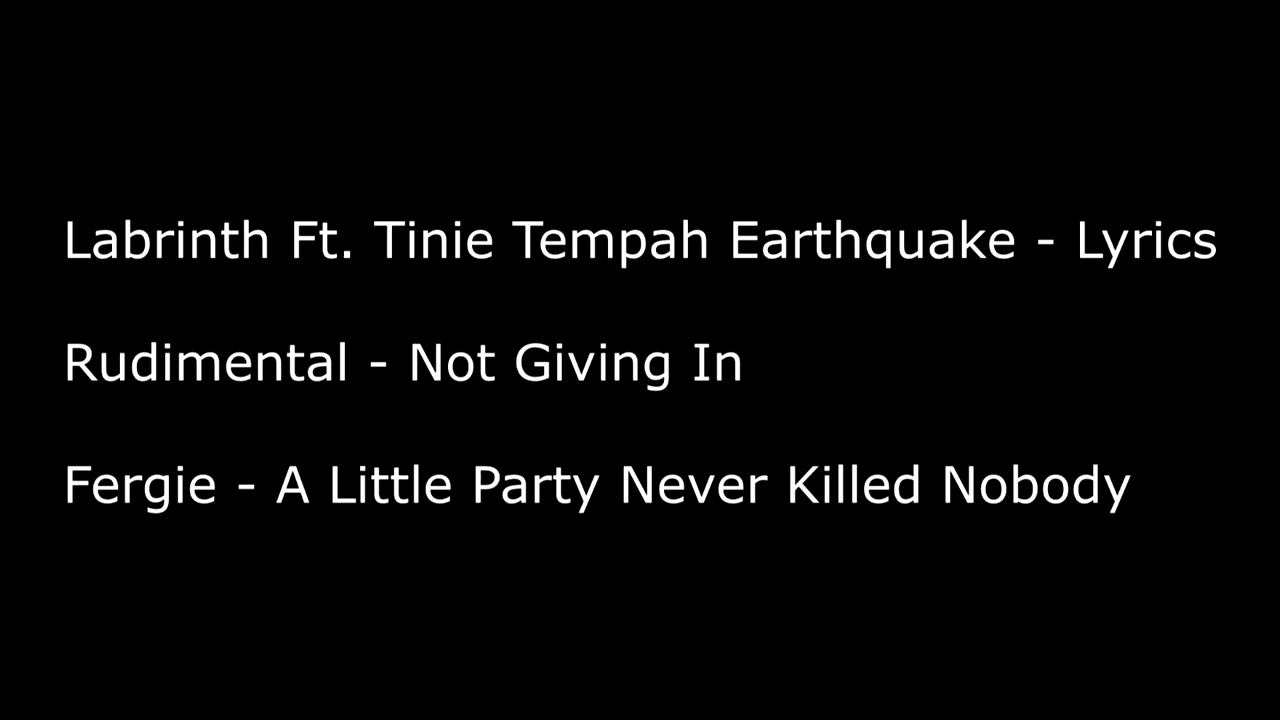 Labrinth Ft. Tinie Tempah Earthquake - Lyrics
Rudimental - Not Giving In
Fergie - A Little Party Never Killed Nobody